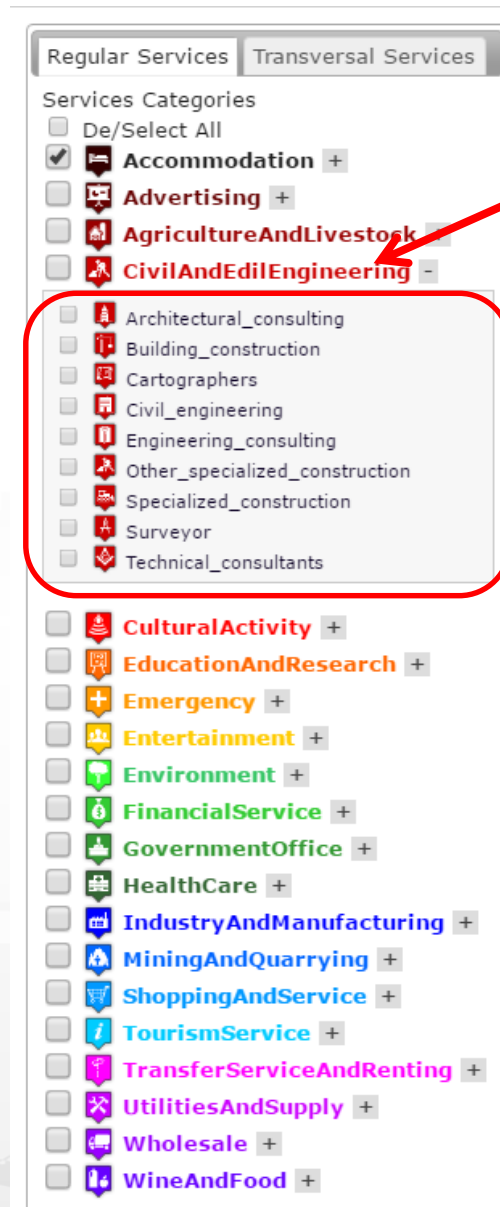 Regular Services Transversal Services
Services Categories
De/Select All
Accommodation +
Advertising +
AgricultureAndLivestock +
CivilAndEdilEngineering -
Architectural_consulting
Building_construction
Cartographers
Civil_engineering
Engineering_consulting
Other_specialized_construction
Specialized_construction
Surveyor
Technical_consultants
CulturalActivity +
EducationAndResearch +
Emergency +
Entertainment +
Environment +
FinancialService +
GovernmentOffice +
HealthCare +
IndustryAndManufacturing +
MiningAndQuarrying +
ShoppingAndService +
TourismService +
TransferServiceAndRenting +
UtilitiesAndSupply +
Wholesale +
WineAndFood +